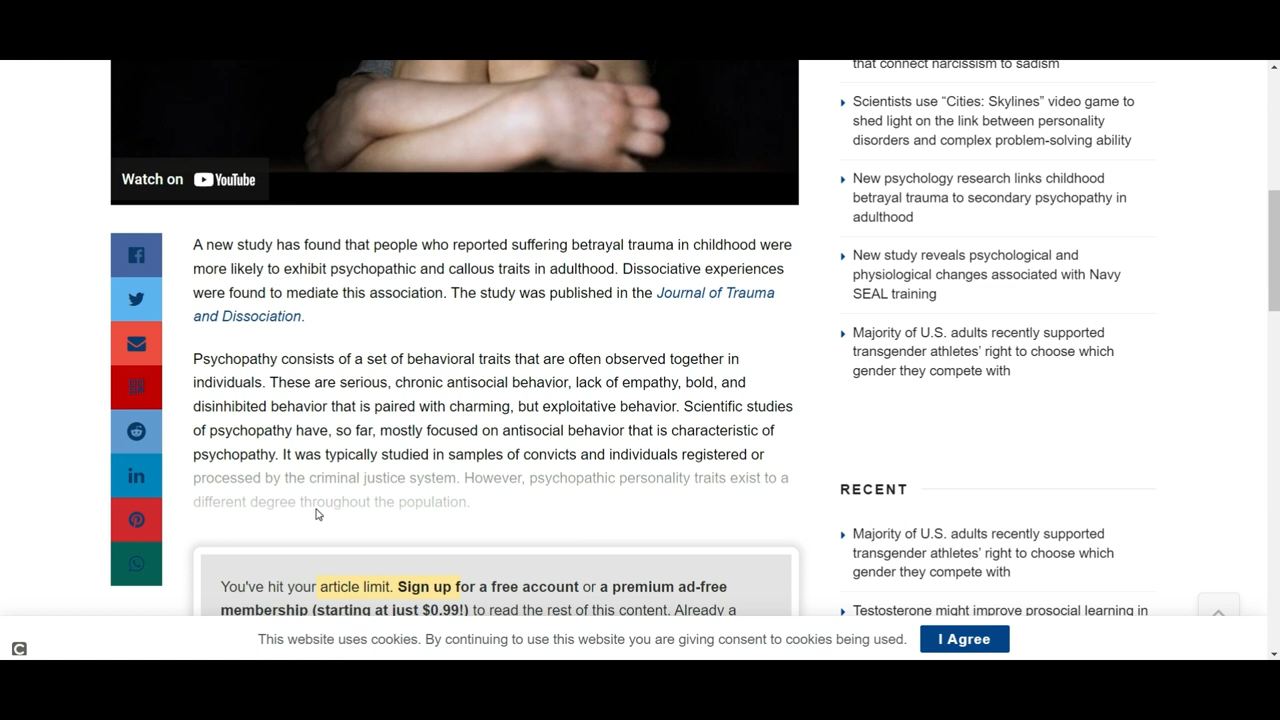 that connect narcissism to sadism
Scientists use “Cities: Skylines” video game to
shed light on the link between personality
disorders and complex problem-solving ability
New psychology research links childhood
betrayal trauma to secondary psychopathy in
adulthood
New study reveals psychological and
physiological changes associated with Navy
SEAL training
Majority of U.S. adults recently supported
transgender athletes’ right to choose which
gender they compete with
RECENT
Majority of U.S. adults recently supported
transgender athletes’ right to choose which
gender they compete with
Testosterone might improve prosocial learning in
Watch on YouTube
A new study has found that people who reported suffering betrayal trauma in childhood were
more likely to exhibit psychopathic and callous traits in adulthood. Dissociative experiences
were found to mediate this association. The study was published in the Journal of Trauma
and Dissociation.
Psychopathy consists of a set of behavioral traits that are often observed together in
individuals. These are serious, chronic antisocial behavior, lack of empathy, bold, and
disinhibited behavior that is paired with charming, but exploitative behavior. Scientific studies
of psychopathy have, so far, mostly focused on antisocial behavior that is characteristic of
psychopathy. It was typically studied in samples of convicts and individuals registered or
processed by the criminal justice system. However, psychopathic personality traits exist to a
different degree throughout the population.
You've hit your article limit. Sign up for a free account or a premium ad-free
membership (starting at just $0.99!) to read the rest of this content. Already a
This website uses cookies. By continuing to use this website you are giving consent to cookies being used.
I Agree